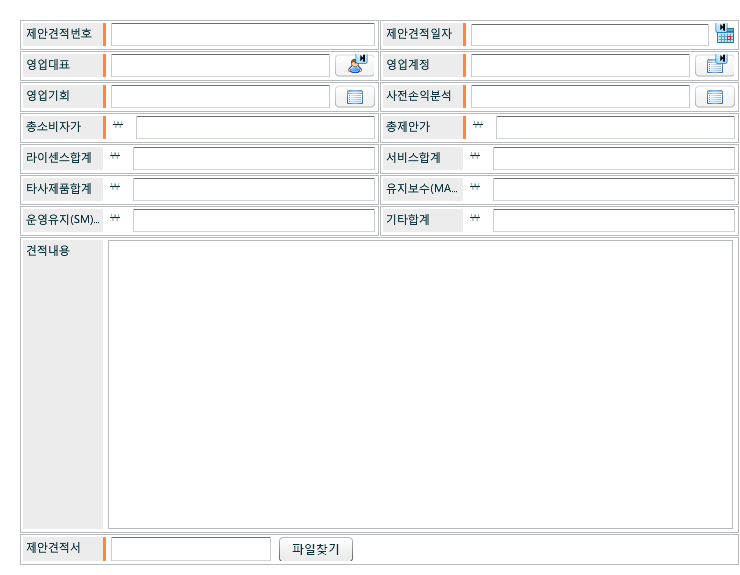 제안견적번호 제안견적일자
영업대표 영업계정
영업기회 사전손익분석
총소비자가 ₩ 총제안가 ₩
라이센스합계 ₩ 서비스합계 ₩
타사제품합계 ₩ 유지보수(MA... ₩
운영유지(SM)... ₩ 기타합계 ₩
견적내용
제안견적서 파일찾기